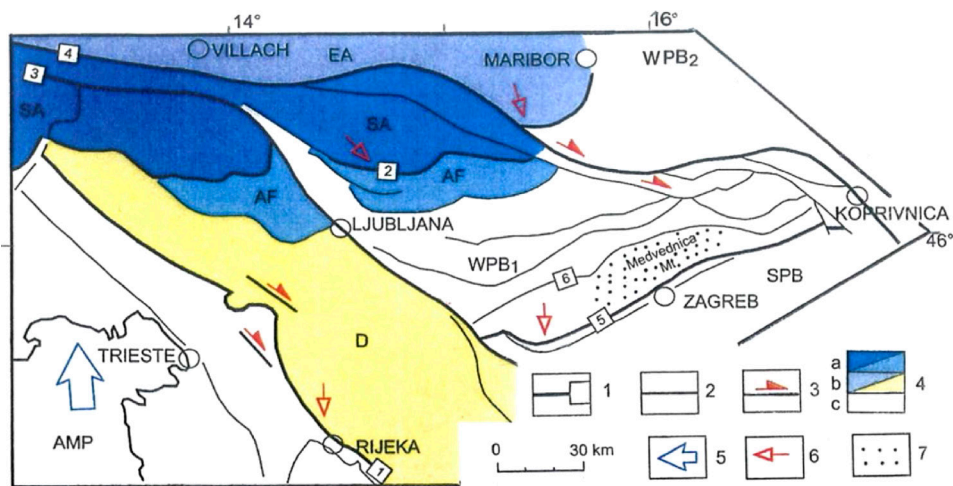 14°
16°
4
VILLACH
EA
MARIBOR
WPB2
3
SA
SA
2
AF
AF
LJUBLJANA
KOPRIVNICA
46°
WPB1
Medvednica
Mt.
6
SPB
5
ZAGREB
D
TRIESTE
AMP
RIJEKA
1
0 30 km
1
2
3
a
b
c
4
5
6
7